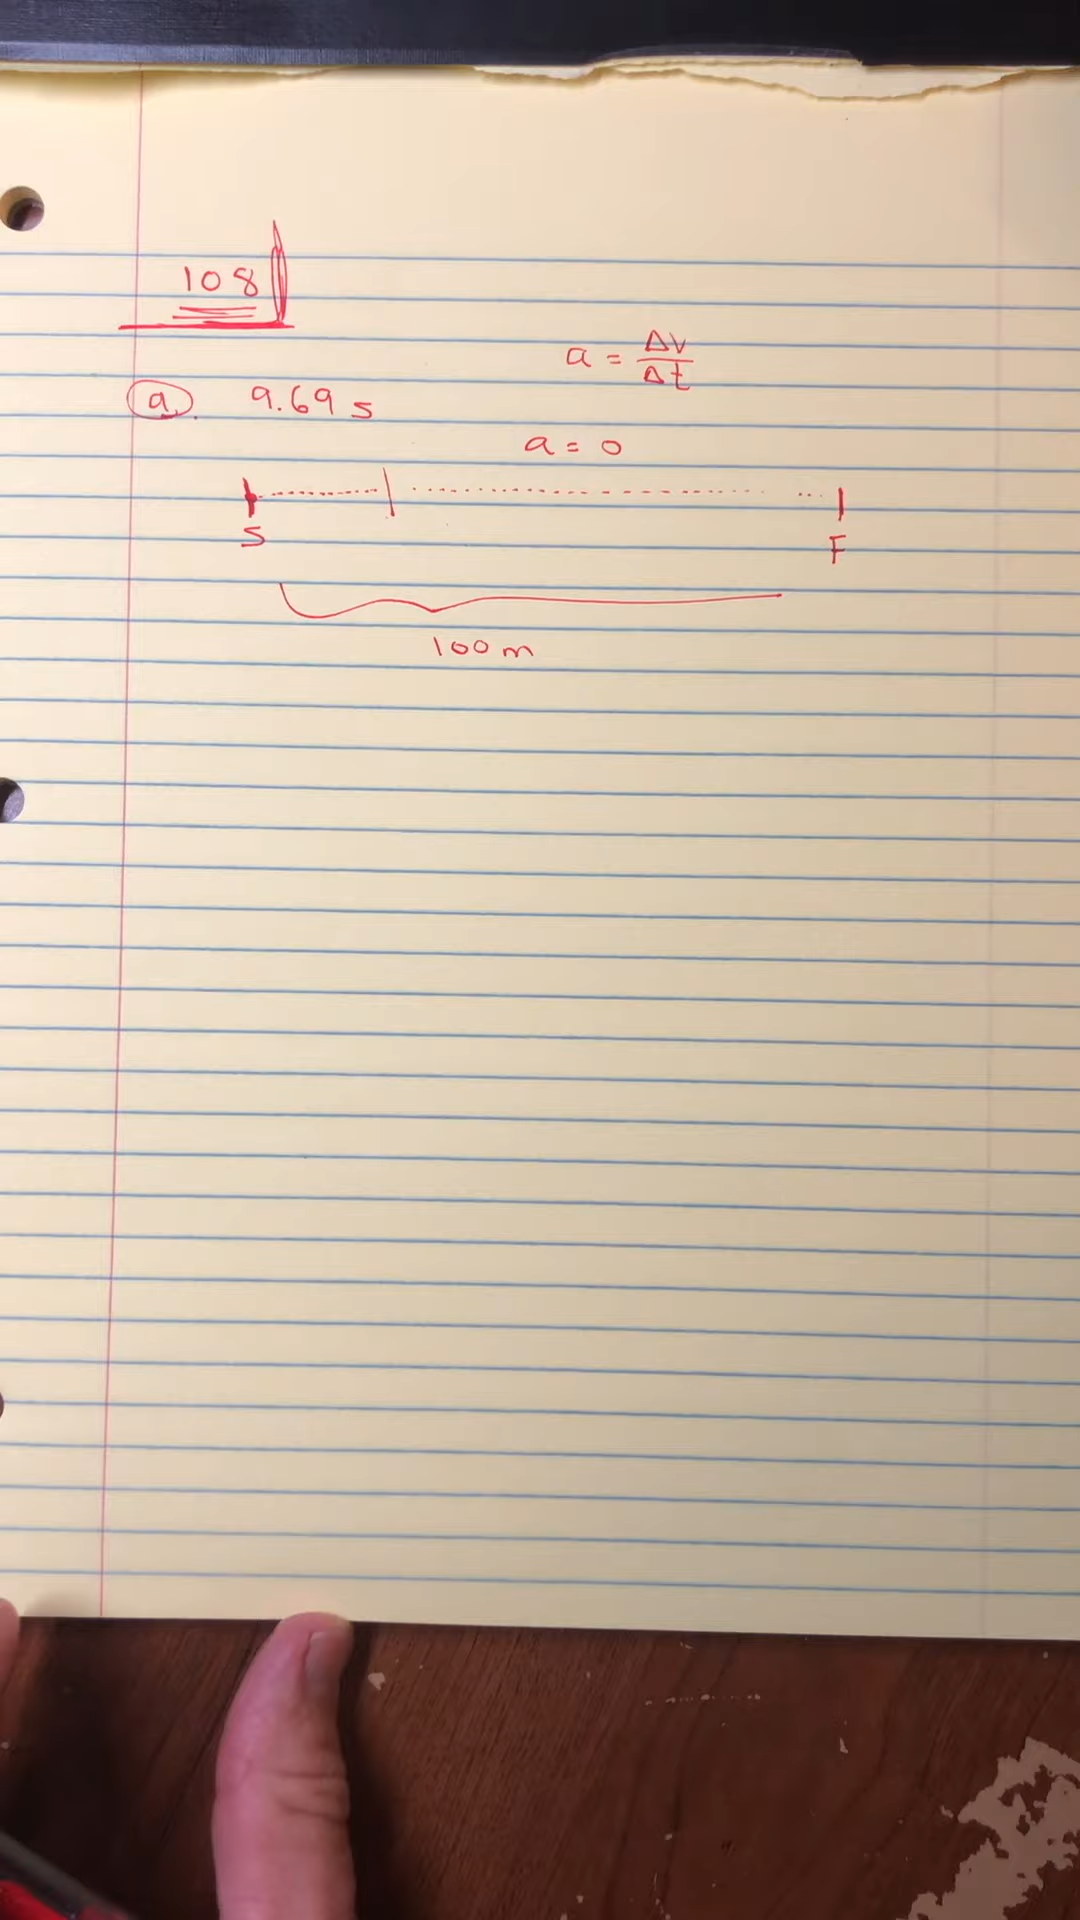 108
a = Δv/Δt
a. 9.69 s
a = 0
S
F
100 m